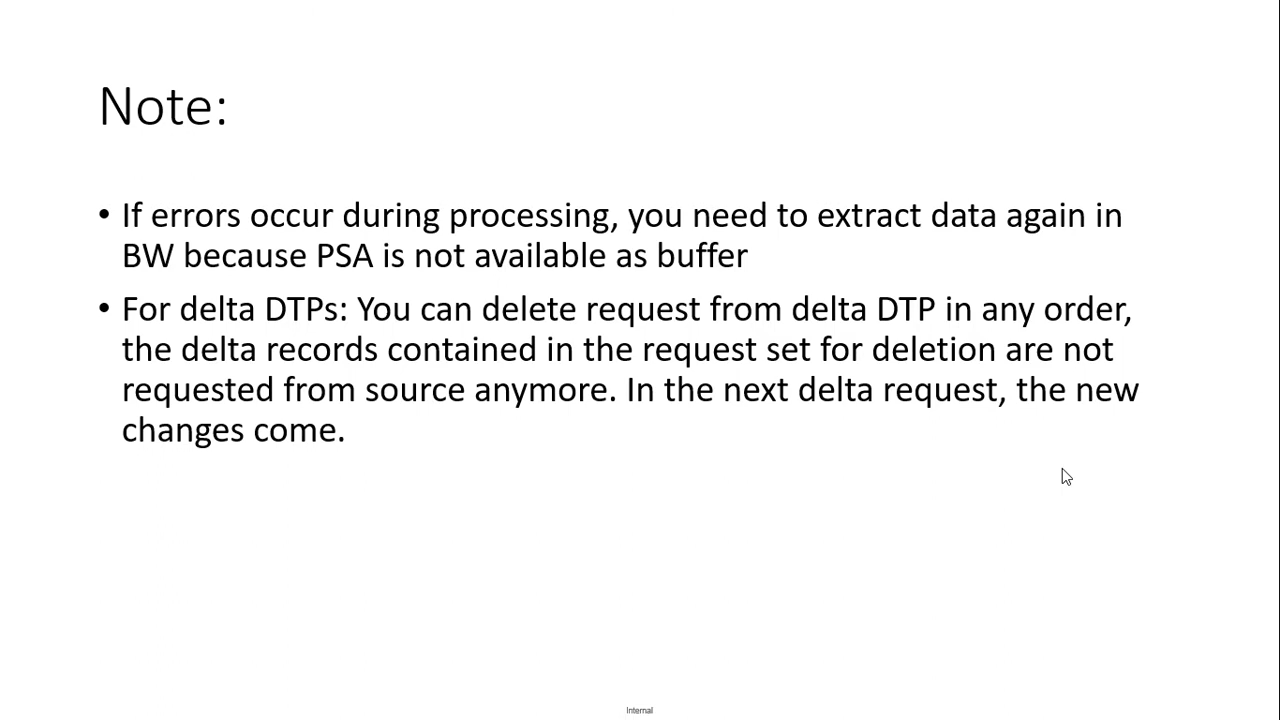 Note:
• If errors occur during processing, you need to extract data again in
BW because PSA is not available as buffer
• For delta DTPs: You can delete request from delta DTP in any order,
the delta records contained in the request set for deletion are not
requested from source anymore. In the next delta request, the new
changes come.
Internal